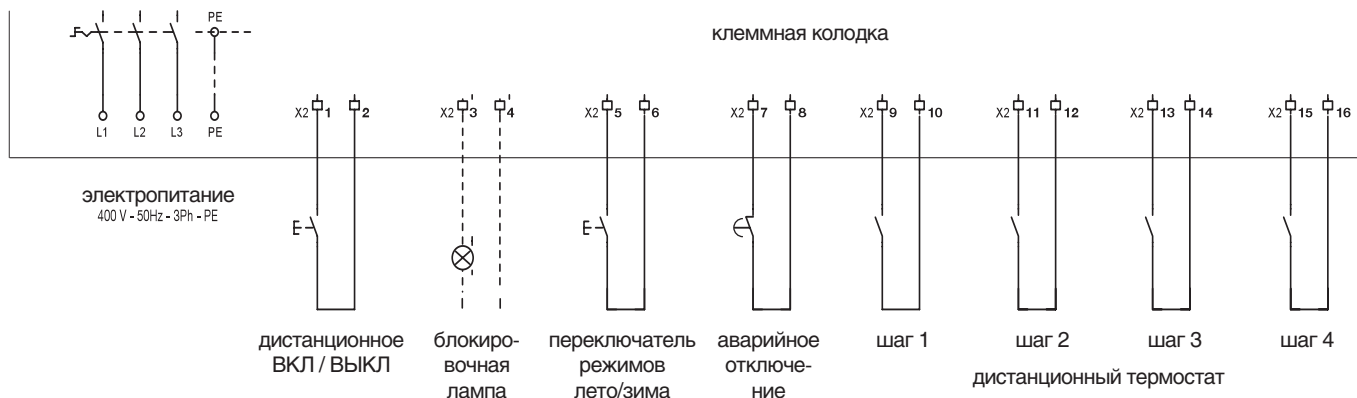 PE
клеммная колодка
X2 1 2 X2 3 4 X2 5 6 X2 7 8 X2 9 10 X2 11 12 X2 13 14 X2 15 16
L1 L2 L3 PE
электропитание
400 V - 50Hz - 3Ph - PE
дистанционное
ВКЛ / ВЫКЛ
блокиро-
вочная
лампа
переключатель
режимов
лето/зима
аварийное
отключе-
ние
шаг 1 шаг 2 шаг 3 шаг 4
дистанционный термостат